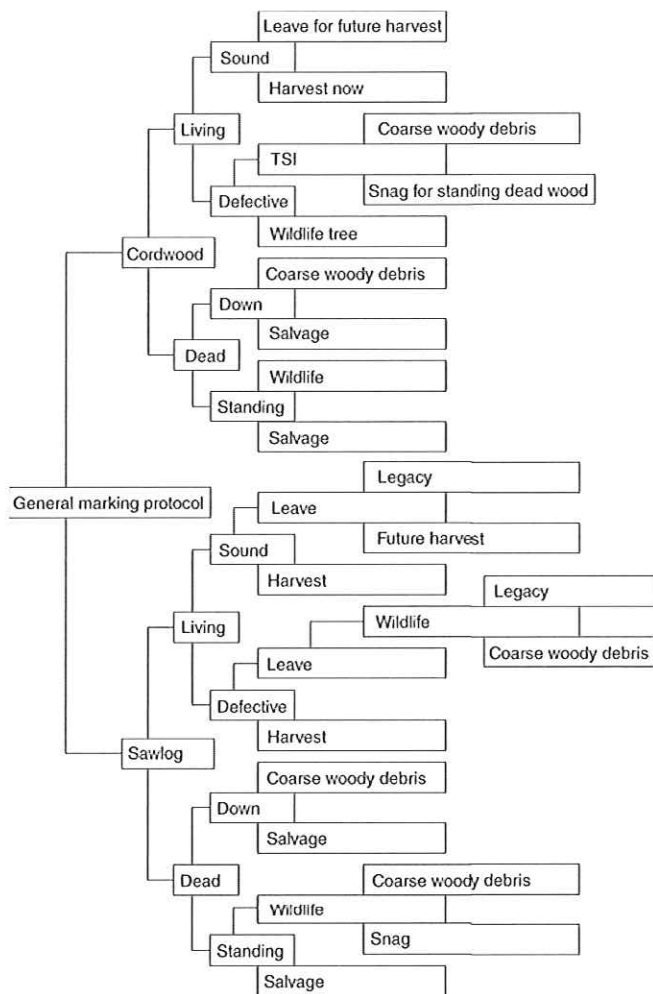 Leave for future harvest
Sound
Harvest now
Living
Coarse woody debris
TSI
Snag for standing dead wood
Defective
Wildlife tree
Cordwood
Coarse woody debris
Down
Salvage
Dead
Wildlife
Standing
Salvage
General marking protocol
Legacy
Leave
Future harvest
Sound
Harvest
Legacy
Living
Wildlife
Coarse woody debris
Leave
Defective
Harvest
Sawlog
Coarse woody debris
Down
Salvage
Dead
Coarse woody debris
Wildlife
Snag
Standing
Salvage